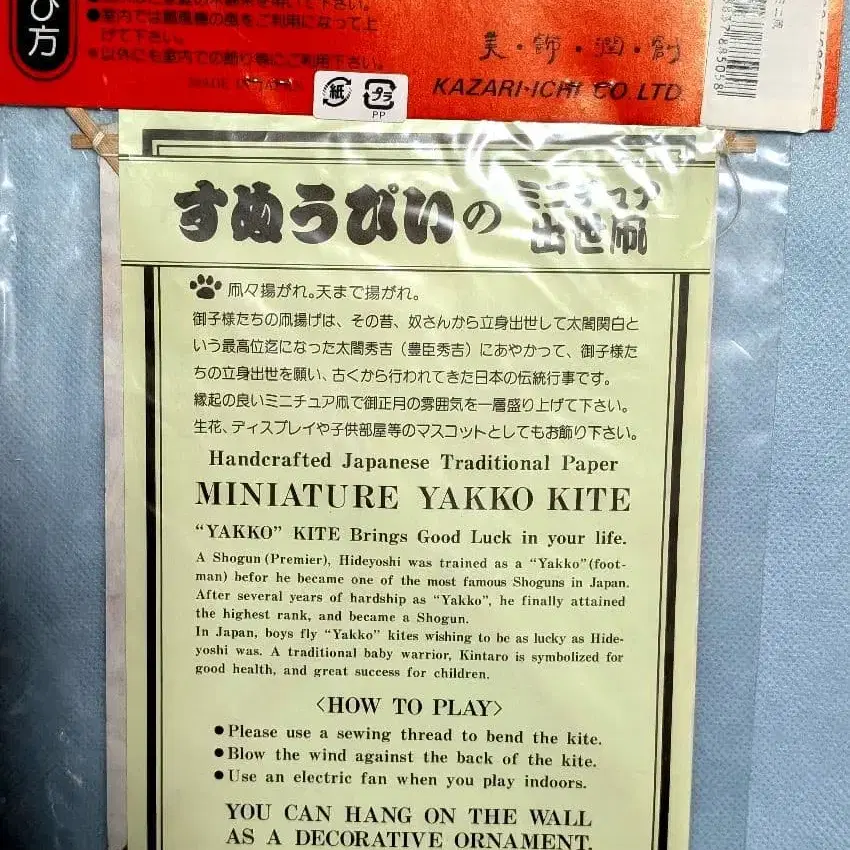 び方
●室内では扇風機の風をご利用になって上
げて下さい。
●以外にも室内での飾り等にご利用下さい。
MADE IN JAPAN
紙
プラ
PP
美・飾・潤・創
KAZARI・ICHI CO.LTD.
すぬうぴいの
ミニチュア
出世凧
凧々揚がれ。天まで揚がれ。
御子様たちの凧揚げは、その昔、奴さんから立身出世して太閤関白と
いう最高位迄になった太閤秀吉（豊臣秀吉）にあやかって、御子様た
ちの立身出世を願い、古くから行われてきた日本の伝統行事です。
縁起の良いミニチュア凧で御正月の雰囲気を一層盛り上げて下さい。
生花、ディスプレイや子供部屋等のマスコットとしてもお飾り下さい。
Handcrafted Japanese Traditional Paper
MINIATURE YAKKO KITE
“YAKKO” KITE Brings Good Luck in your life.
A Shogun (Premier), Hideyoshi was trained as a “Yakko”(foot-
man) befor he became one of the most famous Shoguns in Japan.
After several years of hardship as “Yakko”, he finally attained
the highest rank, and became a Shogun.
In Japan, boys fly “Yakko” kites wishing to be as lucky as Hide-
yoshi was. A traditional baby warrior, Kintaro is symbolized for
good health, and great success for children.
〈HOW TO PLAY〉
●Please use a sewing thread to bend the kite.
●Blow the wind against the back of the kite.
●Use an electric fan when you play indoors.
YOU CAN HANG ON THE WALL
AS A DECORATIVE ORNAMENT.